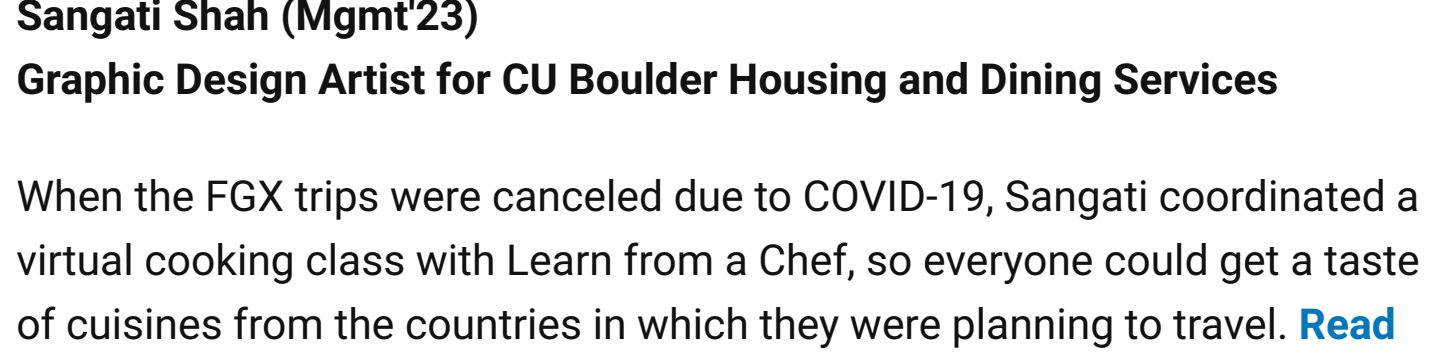 Sangati Shah (Mgmt'23)
Graphic Design Artist for CU Boulder Housing and Dining Services
When the FGX trips were canceled due to COVID-19, Sangati coordinated a
virtual cooking class with Learn from a Chef, so everyone could get a taste
of cuisines from the countries in which they were planning to travel. Read